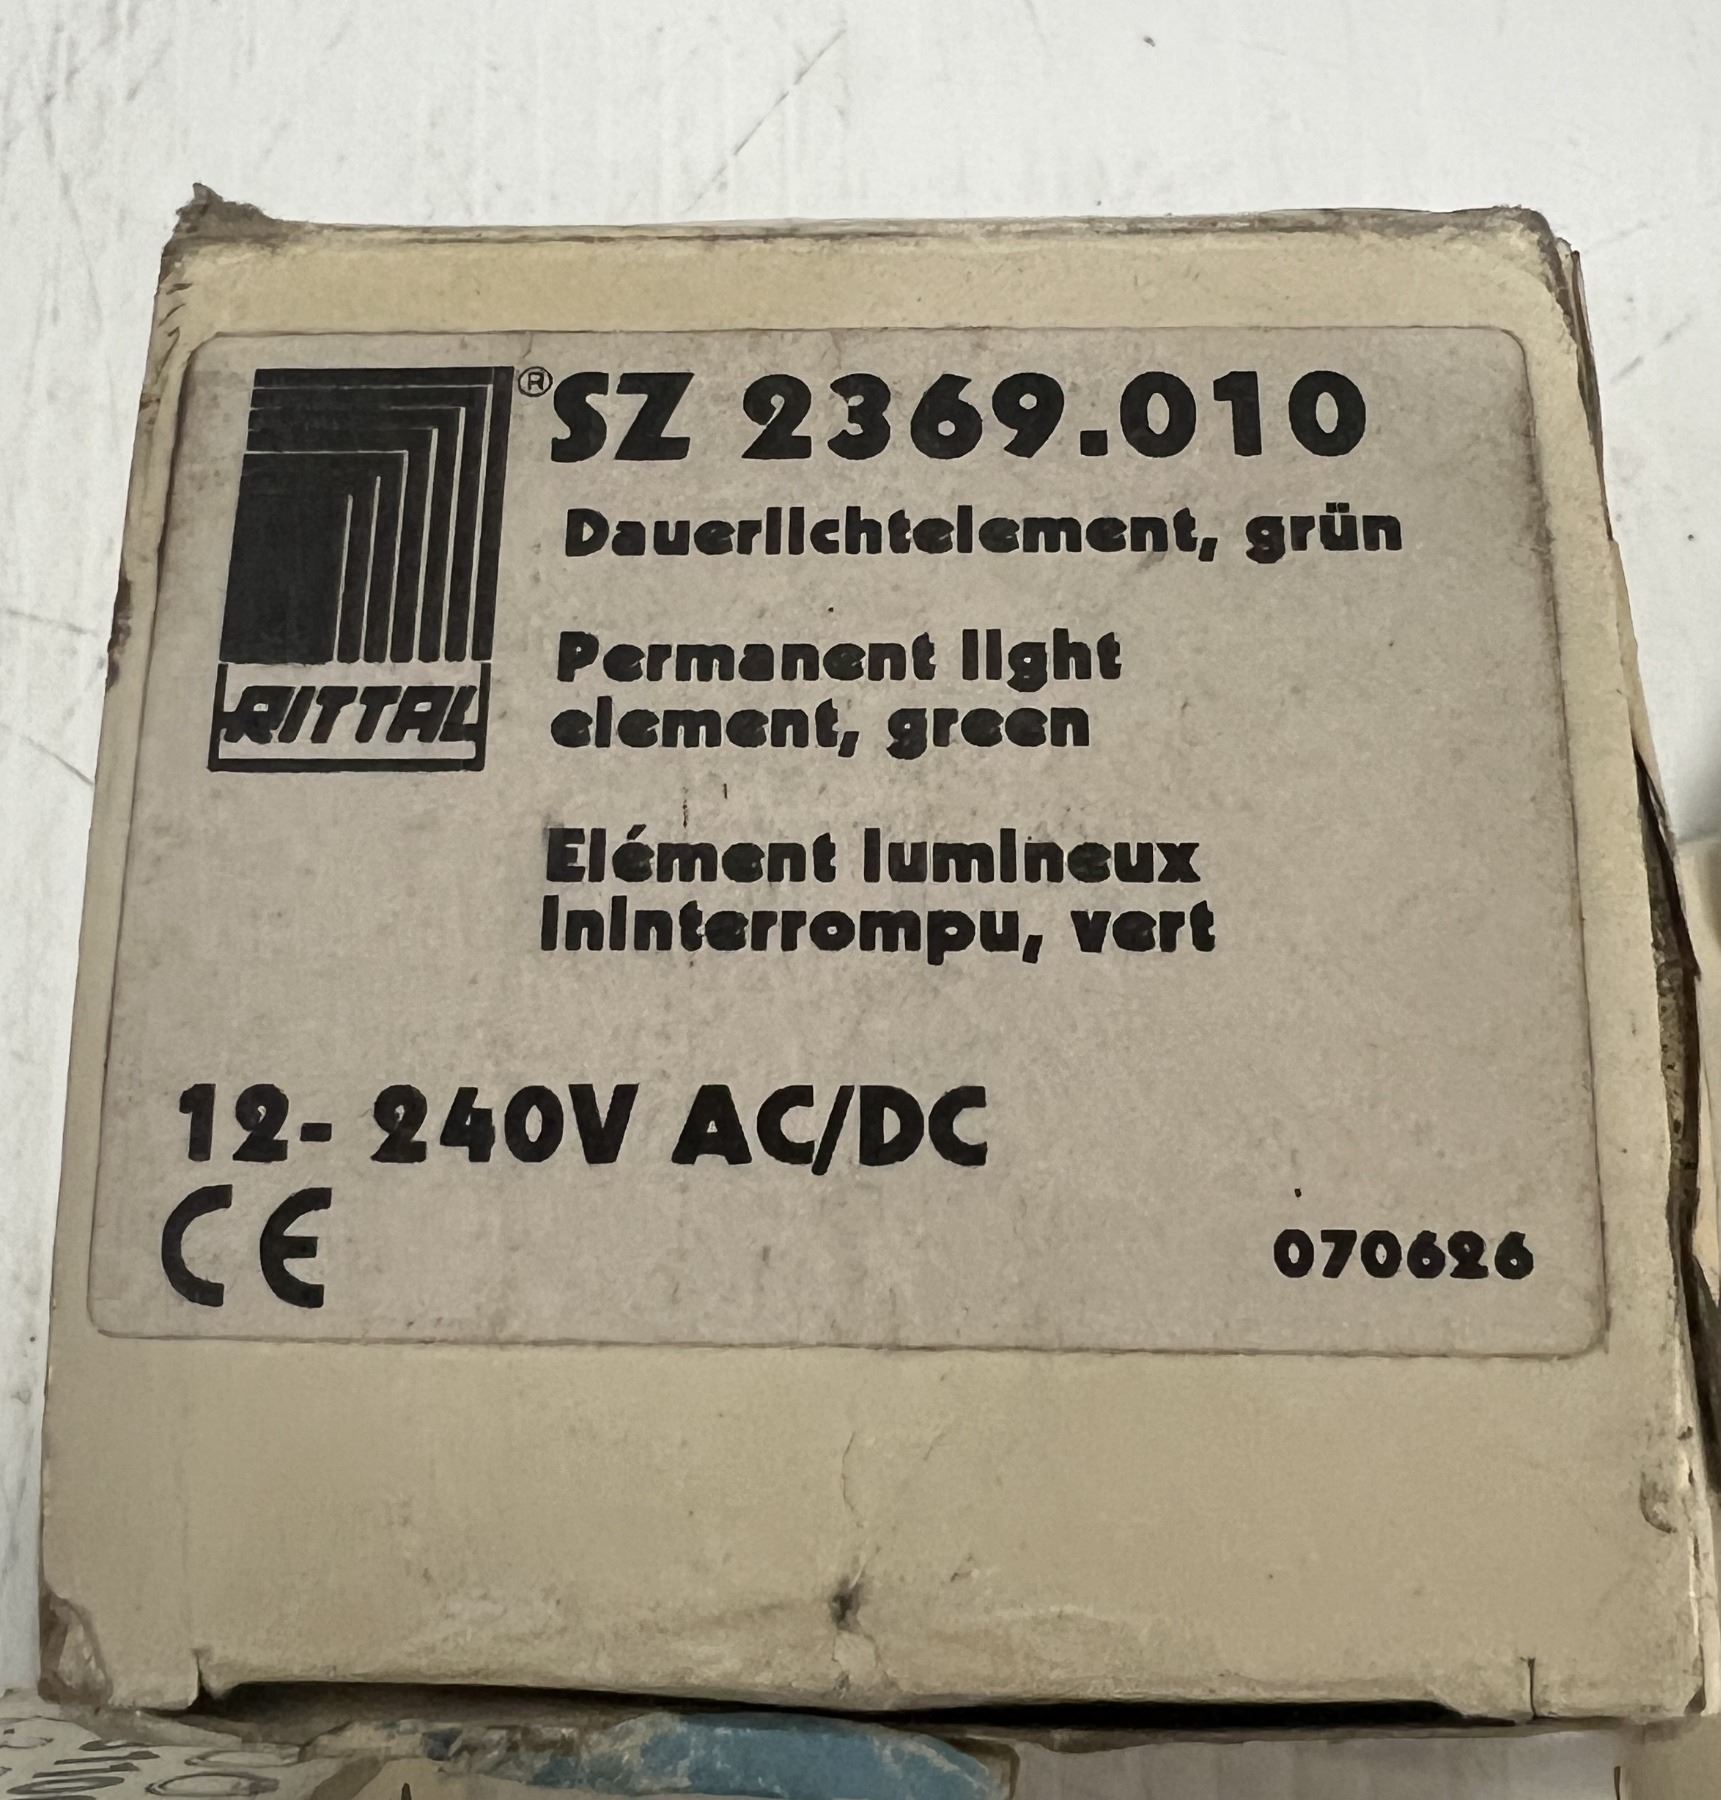 ® SZ 2369.010
Dauerlichtelement, grün
Permanent light
element, green
RITTAL
Elément lumineux
ininterrompu, vert
12- 240V AC/DC
CE
070626